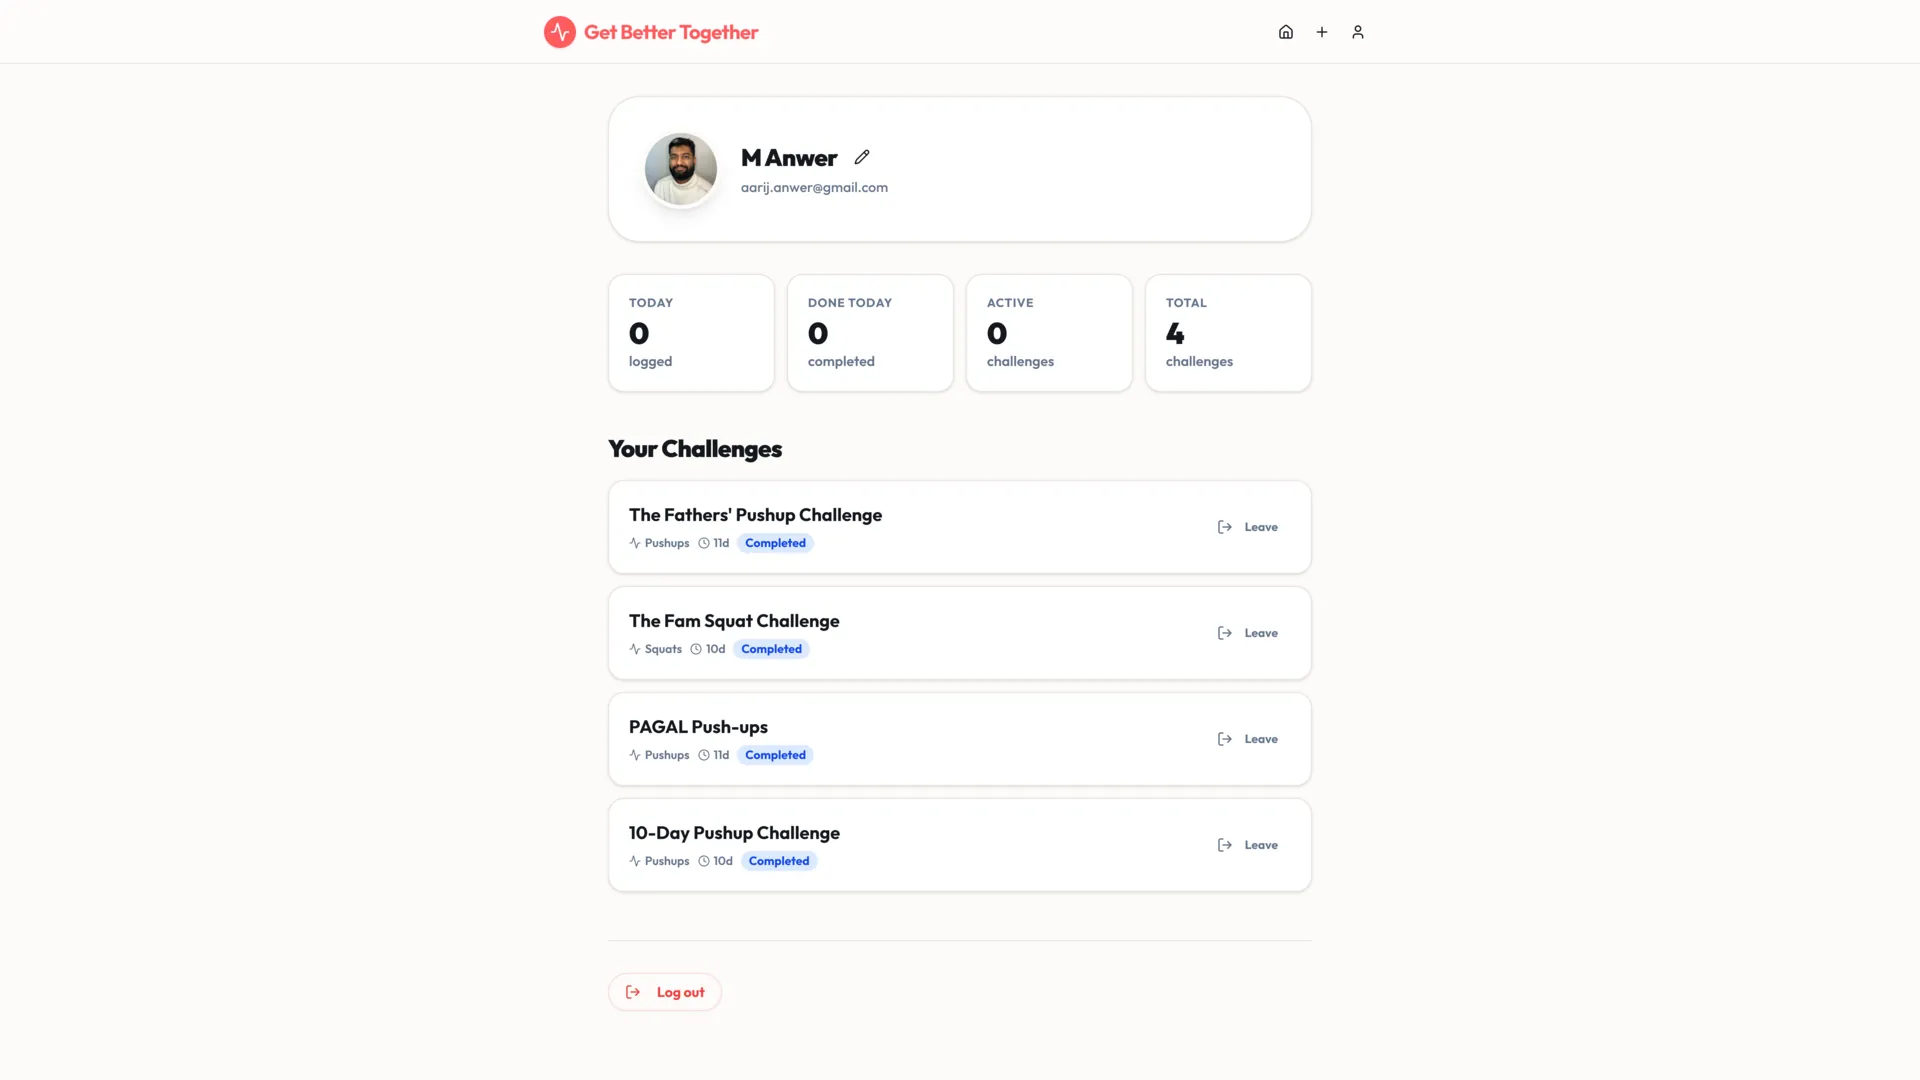 Get Better Together
M Anwer
aarij.anwer@gmail.com
TODAY
0
logged
DONE TODAY
0
completed
ACTIVE
0
challenges
TOTAL
4
challenges
Your Challenges
The Fathers' Pushup Challenge
Pushups 11d Completed
Leave
The Fam Squat Challenge
Squats 10d Completed
Leave
PAGAL Push-ups
Pushups 11d Completed
Leave
10-Day Pushup Challenge
Pushups 10d Completed
Leave
Log out